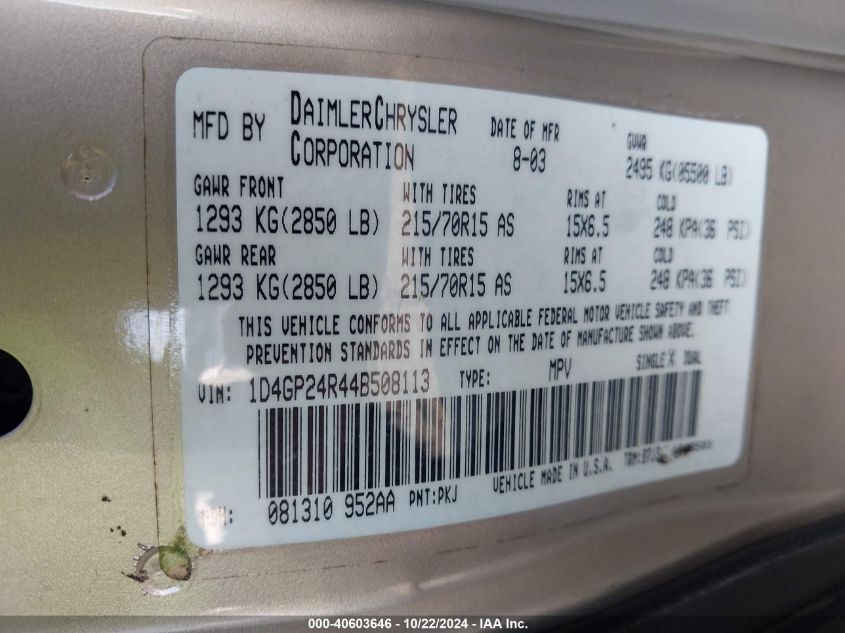 MFD BY DAIMLERCHRYSLER CORPORATION DATE OF MFR 8-03 GVWR 2495 KG(05500 LB)
GAWR FRONT WITH TIRES RIMS AT COLD
1293 KG(2850 LB) 215/70R15 AS 15X6.5 248 KPA(36 PSI)
GAWR REAR WITH TIRES RIMS AT COLD
1293 KG(2850 LB) 215/70R15 AS 15X6.5 248 KPA(36 PSI)
THIS VEHICLE CONFORMS TO ALL APPLICABLE FEDERAL MOTOR VEHICLE SAFETY AND THEFT
PREVENTION STANDARDS IN EFFECT ON THE DATE OF MANUFACTURE SHOWN ABOVE.
VIN: 1D4GP24R44B508113 TYPE: MPV SINGLE X DUAL
MDH: 081310 952AA PNT:PKJ VEHICLE MADE IN U.S.A.
000-40603646 - 10/22/2024 - IAA Inc.